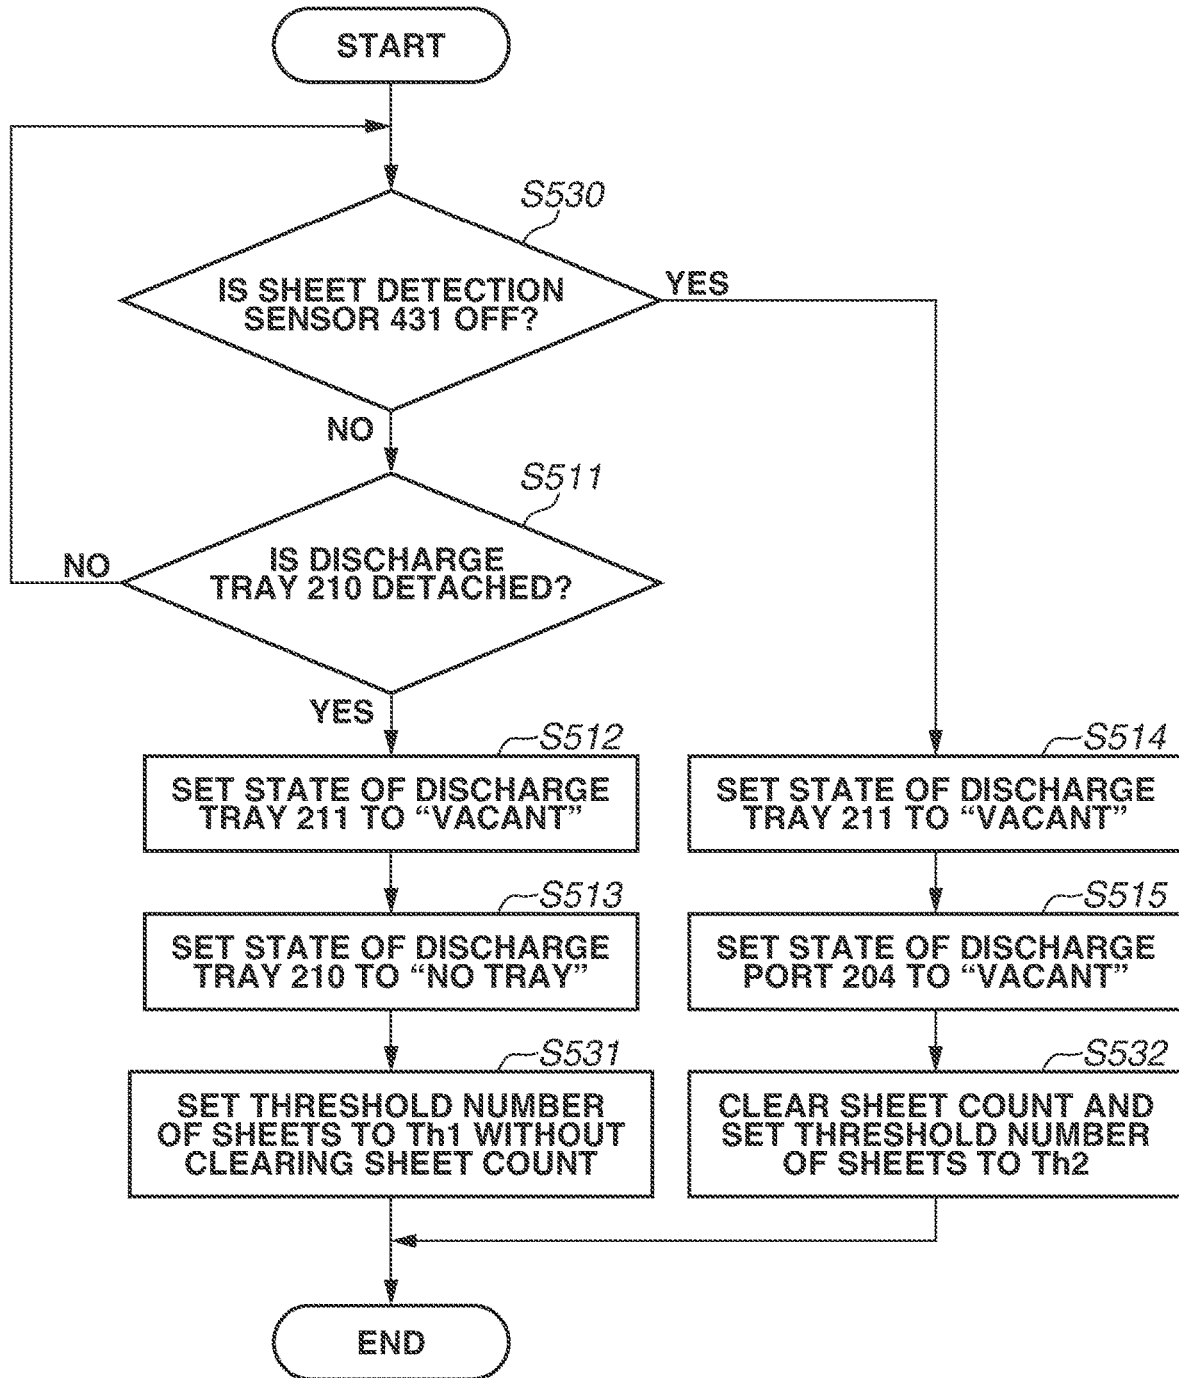 START
S530
IS SHEET DETECTION
SENSOR 431 OFF?
YES
NO
S511
IS DISCHARGE
TRAY 210 DETACHED?
NO
YES
S512
SET STATE OF DISCHARGE
TRAY 211 TO “VACANT”
S514
SET STATE OF DISCHARGE
TRAY 211 TO “VACANT”
S513
SET STATE OF DISCHARGE
TRAY 210 TO “NO TRAY”
S515
SET STATE OF DISCHARGE
PORT 204 TO “VACANT”
S531
SET THRESHOLD NUMBER
OF SHEETS TO Th1 WITHOUT
CLEARING SHEET COUNT
S532
CLEAR SHEET COUNT AND
SET THRESHOLD NUMBER
OF SHEETS TO Th2
END